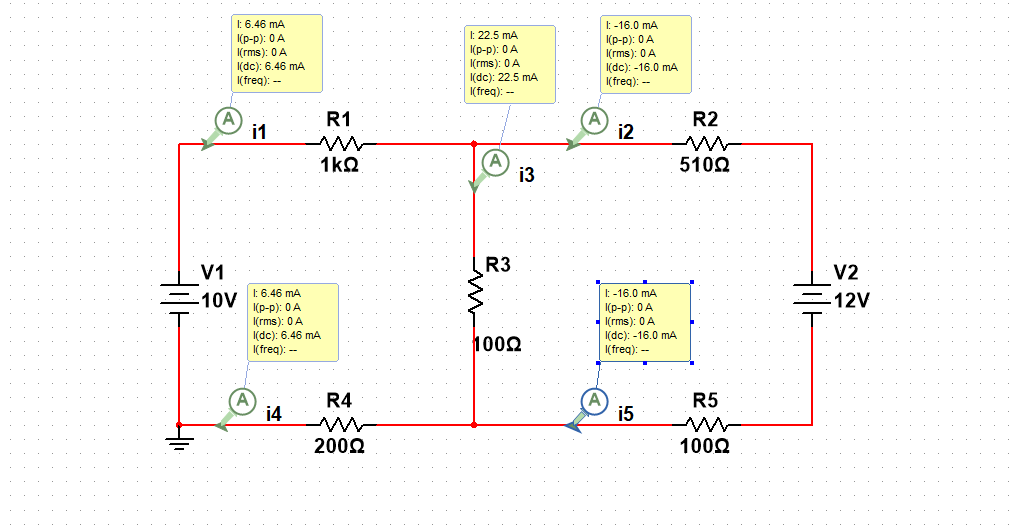 I: 6.46 mA
I(p-p): 0 A
I(rms): 0 A
I(dc): 6.46 mA
I(freq): --
I: 22.5 mA
I(p-p): 0 A
I(rms): 0 A
I(dc): 22.5 mA
I(freq): --
I: -16.0 mA
I(p-p): 0 A
I(rms): 0 A
I(dc): -16.0 mA
I(freq): --
A
i1
R1
1kΩ
A
i3
A
i2
R2
510Ω
V1
10V
R3
100Ω
V2
12V
I: 6.46 mA
I(p-p): 0 A
I(rms): 0 A
I(dc): 6.46 mA
I(freq): --
I: -16.0 mA
I(p-p): 0 A
I(rms): 0 A
I(dc): -16.0 mA
I(freq): --
A
i4
R4
200Ω
A
i5
R5
100Ω